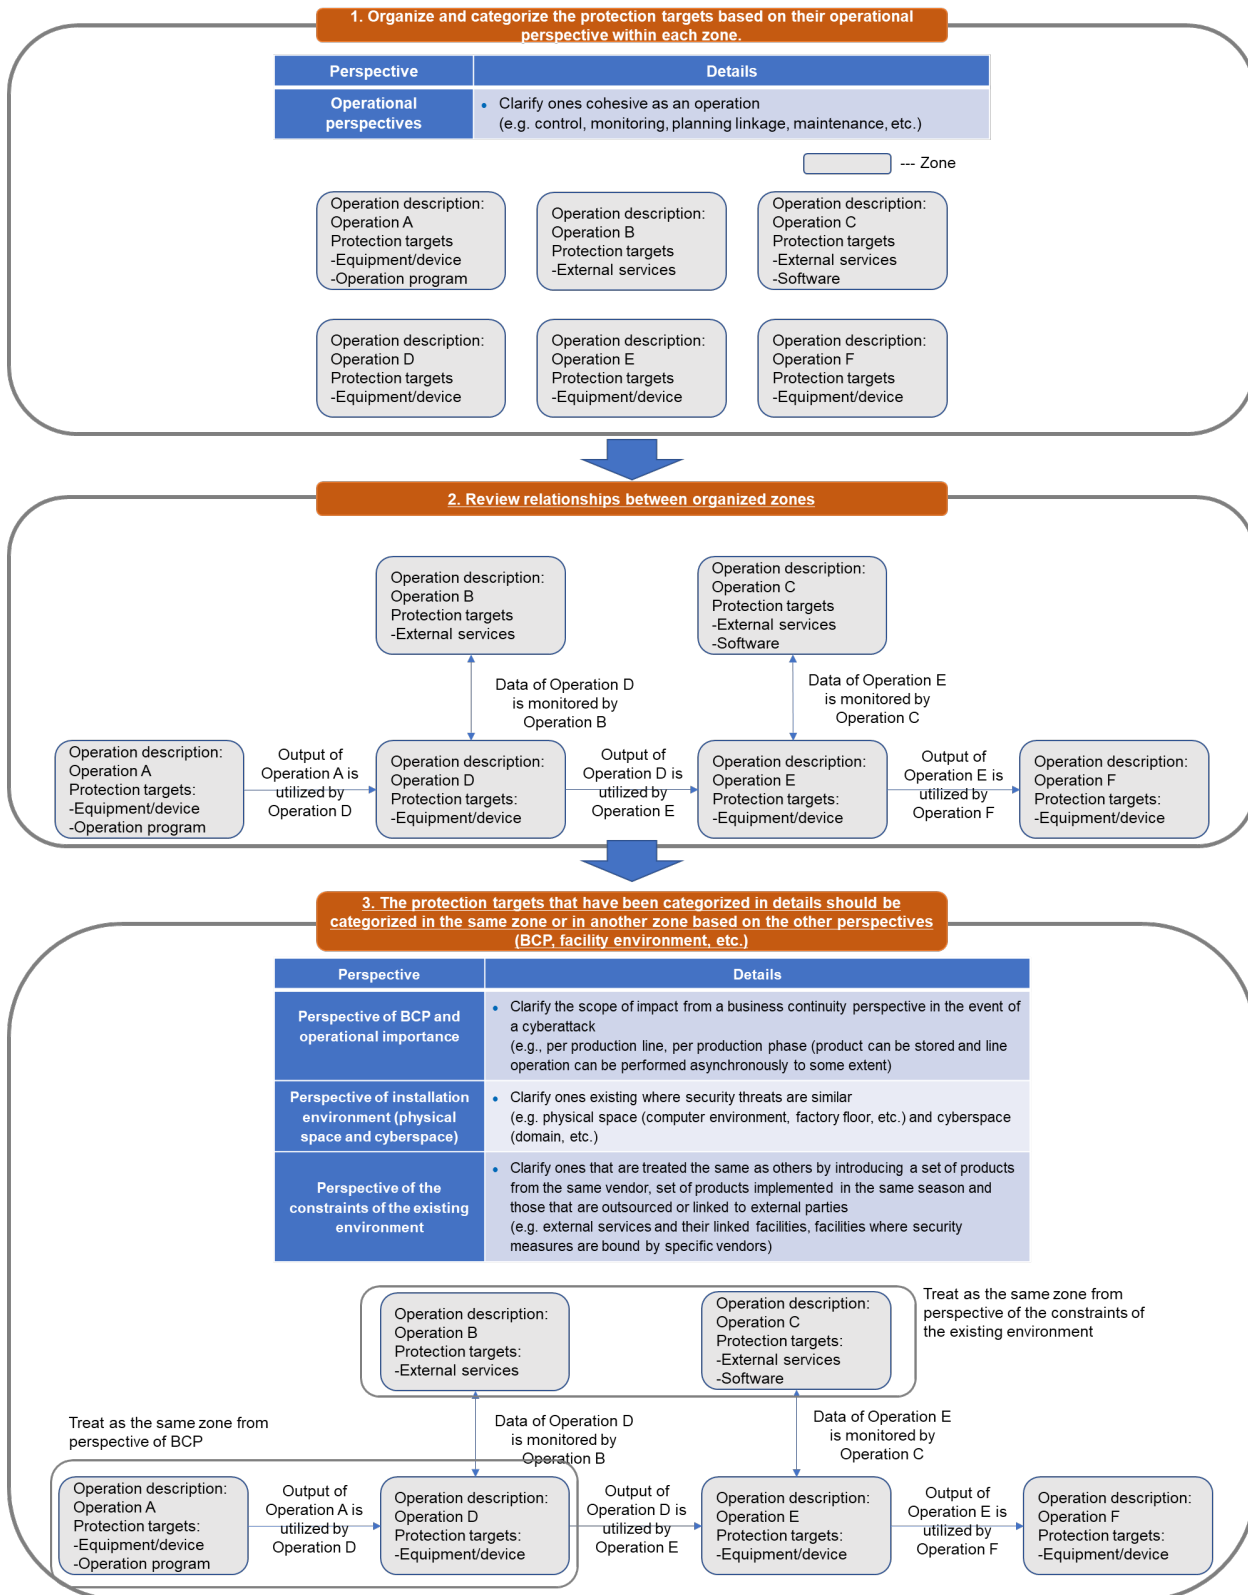 1. Organize and categorize the protection targets based on their operational
perspective within each zone.
Perspective
Details
Operational
perspectives
• Clarify ones cohesive as an operation
(e.g. control, monitoring, planning linkage, maintenance, etc.)
--- Zone
Operation description:
Operation A
Protection targets
-Equipment/device
-Operation program
Operation description:
Operation B
Protection targets
-External services
Operation description:
Operation C
Protection targets
-External services
-Software
Operation description:
Operation D
Protection targets
-Equipment/device
Operation description:
Operation E
Protection targets
-Equipment/device
Operation description:
Operation F
Protection targets
-Equipment/device
2. Review relationships between organized zones
Operation description:
Operation B
Protection targets
-External services
Operation description:
Operation C
Protection targets
-External services
-Software
Data of Operation D
is monitored by
Operation B
Data of Operation E
is monitored by
Operation C
Operation description:
Operation A
Protection targets:
-Equipment/device
-Operation program
Output of
Operation A is
utilized by
Operation D
Operation description:
Operation D
Protection targets:
-Equipment/device
Output of
Operation D is
utilized by
Operation E
Operation description:
Operation E
Protection targets:
-Equipment/device
Output of
Operation E is
utilized by
Operation F
Operation description:
Operation F
Protection targets:
-Equipment/device
3. The protection targets that have been categorized in details should be
categorized in the same zone or in another zone based on the other perspectives
(BCP, facility environment, etc.)
Perspective
Details
Perspective of BCP and
operational importance
• Clarify the scope of impact from a business continuity perspective in the event of
a cyberattack
(e.g., per production line, per production phase (product can be stored and line
operation can be performed asynchronously to some extent)
Perspective of installation
environment (physical
space and cyberspace)
• Clarify ones existing where security threats are similar
(e.g. physical space (computer environment, factory floor, etc.) and cyberspace
(domain, etc.)
Perspective of the
constraints of the existing
environment
• Clarify ones that are treated the same as others by introducing a set of products
from the same vendor, set of products implemented in the same season and
those that are outsourced or linked to external parties
(e.g. external services and their linked facilities, facilities where security
measures are bound by specific vendors)
Operation description:
Operation B
Protection targets:
-External services
Operation description:
Operation C
Protection targets:
-External services
-Software
Treat as the same zone from
perspective of the constraints of
the existing environment
Treat as the same zone from
perspective of BCP
Data of Operation D
is monitored by
Operation B
Data of Operation E
is monitored by
Operation C
Operation description:
Operation A
Protection targets:
-Equipment/device
-Operation program
Output of
Operation A is
utilized by
Operation D
Operation description:
Operation D
Protection targets:
-Equipment/device
Output of
Operation D is
utilized by
Operation E
Operation description:
Operation E
Protection targets:
-Equipment/device
Output of
Operation E is
utilized by
Operation F
Operation description:
Operation F
Protection targets:
-Equipment/device